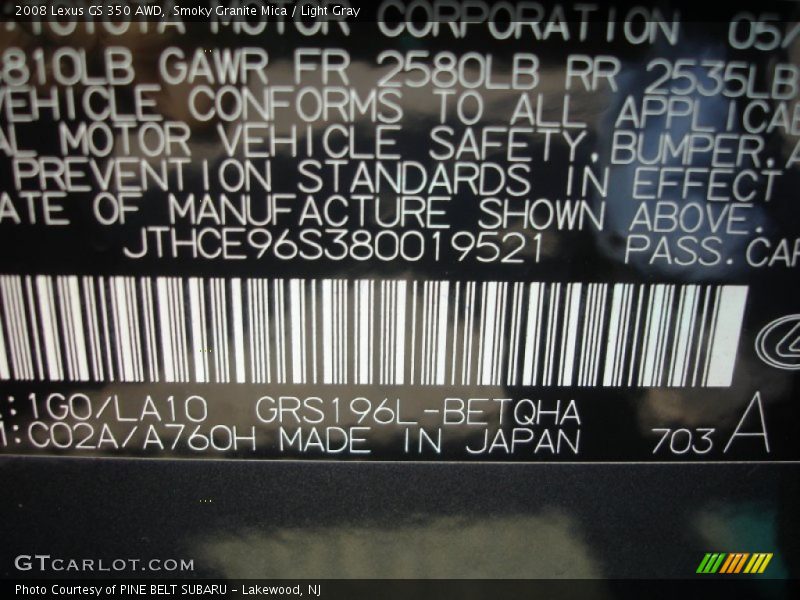 2008 Lexus GS 350 AWD, Smoky Granite Mica / Light Gray
TOYOTA MOTOR CORPORATION 05/
810LB GAWR FR 2580LB RR 2535LB
VEHICLE CONFORMS TO ALL APPLICAB
AL MOTOR VEHICLE SAFETY, BUMPER, A
PREVENTION STANDARDS IN EFFECT
ATE OF MANUFACTURE SHOWN ABOVE.
JTHCE96S380019521 PASS. CAR
:1G0/LA10 GRS196L-BETQHA
:C02A/A760H MADE IN JAPAN 703 A
GTCARLOT.COM
Photo Courtesy of PINE BELT SUBARU - Lakewood, NJ